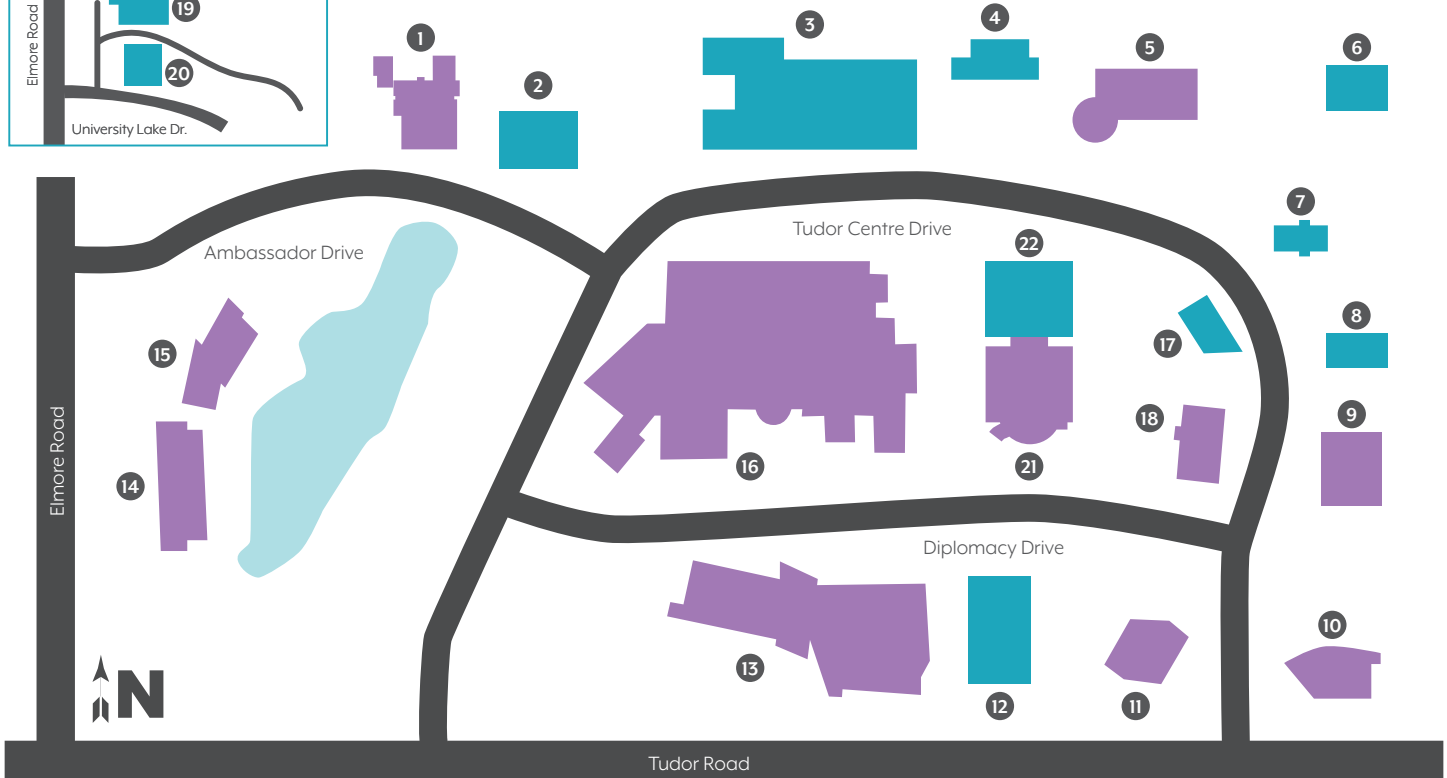 19
Elmore Road
20
University Lake Dr.
1
2
3
4
5
6
7
Tudor Centre Drive
22
Ambassador Drive
15
17
8
18
9
Elmore Road
14
16
21
Diplomacy Drive
13
12
11
10
N
Tudor Road